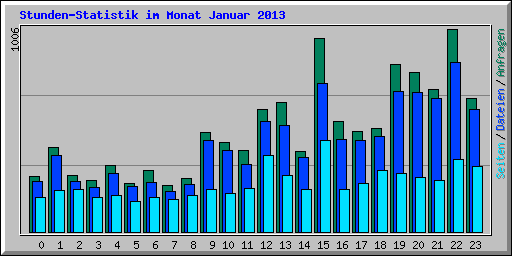 Stunden-Statistik im Monat Januar 2013
1006
Seiten / Dateien / Anfragen
0 1 2 3 4 5 6 7 8 9 10 11 12 13 14 15 16 17 18 19 20 21 22 23